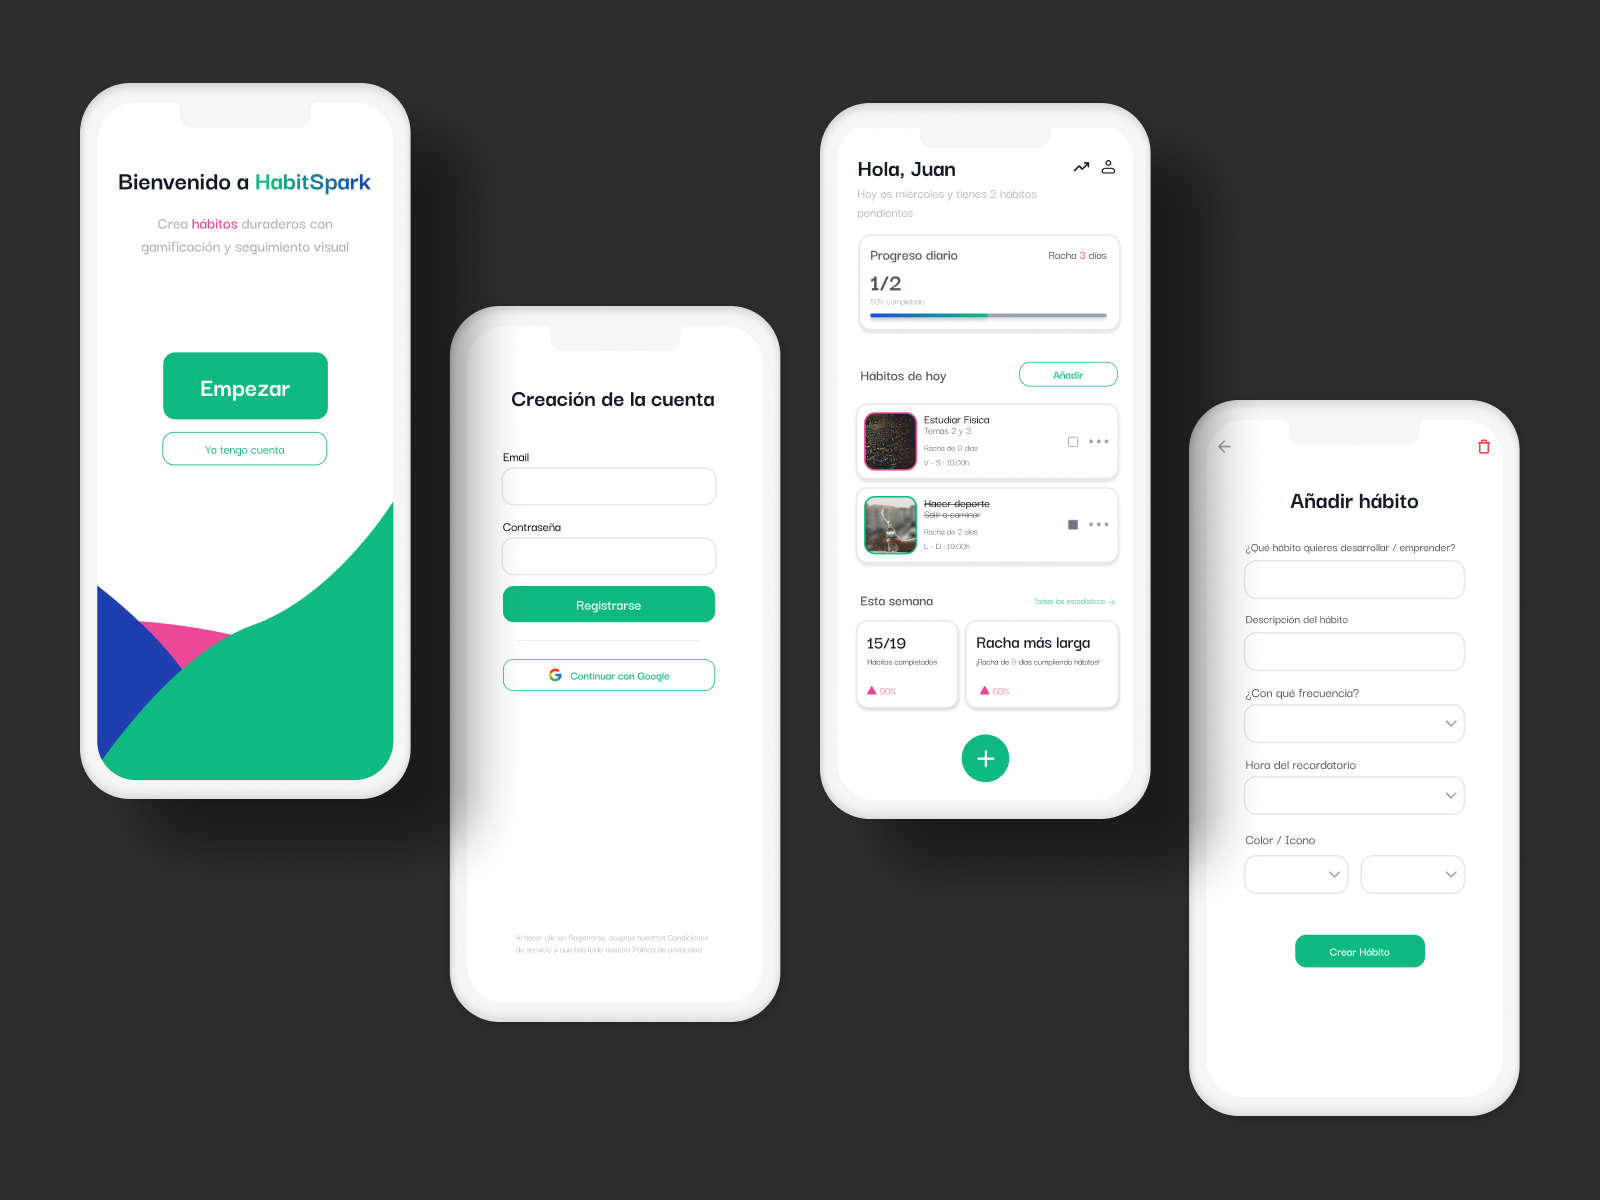 Bienvenido a HabitSpark
Crea hábitos duraderos con
gamificación y seguimiento visual
Empezar
Ya tengo cuenta
Creación de la cuenta
Email
Contraseña
Registrarse
Continuar con Google
Al hacer clic en Registrarse, aceptas nuestras Condiciones
de servicio y que has leído nuestra Política de privacidad
Hola, Juan
Hoy es miércoles y tienes 2 hábitos
pendientes
Progreso diario
Racha 3 días
1/2
50% completado
Hábitos de hoy
Añadir
Estudiar Física
Temas 2 y 3
Racha de 0 días
V - S : 10:00h
Hacer deporte
Salir a caminar
Racha de 2 días
L - D : 19:00h
Esta semana
Todas las estadísticas
15/19
Hábitos completados
90%
Racha más larga
¡Racha de 9 días cumpliendo hábitos!
60%
Añadir hábito
¿Qué hábito quieres desarrollar / emprender?
Descripción del hábito
¿Con qué frecuencia?
Hora del recordatorio
Color / Icono
Crear Hábito